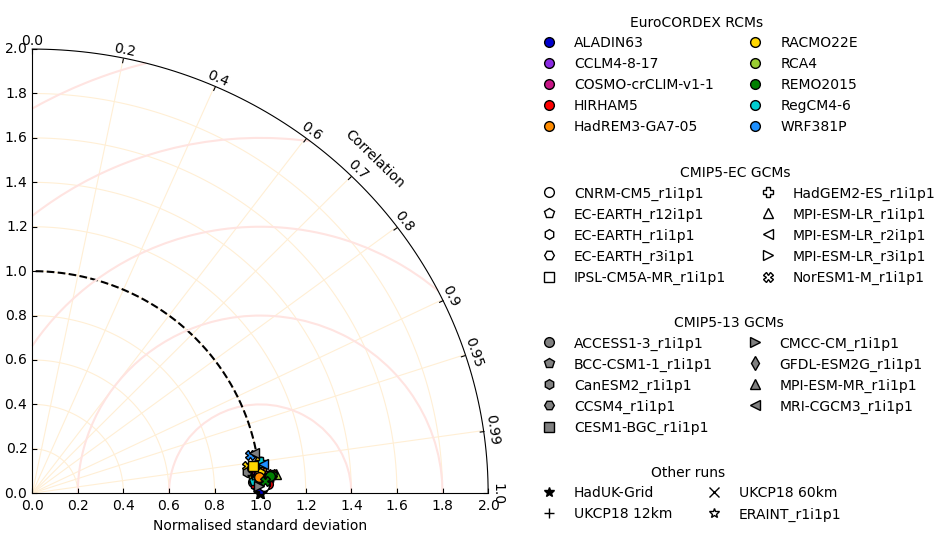 0.0
0.2
0.4
0.6
0.7
0.8
0.9
0.95
0.99
1.0
Correlation
2.0
1.8
1.6
1.4
1.2
1.0
0.8
0.6
0.4
0.2
0.0
0.0 0.2 0.4 0.6 0.8 1.0 1.2 1.4 1.6 1.8 2.0
Normalised standard deviation
EuroCORDEX RCMs
ALADIN63 RACMO22E
CCLM4-8-17 RCA4
COSMO-crCLIM-v1-1 REMO2015
HIRHAM5 RegCM4-6
HadREM3-GA7-05 WRF381P
CMIP5-EC GCMs
CNRM-CM5_r1i1p1 HadGEM2-ES_r1i1p1
EC-EARTH_r12i1p1 MPI-ESM-LR_r1i1p1
EC-EARTH_r1i1p1 MPI-ESM-LR_r2i1p1
EC-EARTH_r3i1p1 MPI-ESM-LR_r3i1p1
IPSL-CM5A-MR_r1i1p1 NorESM1-M_r1i1p1
CMIP5-13 GCMs
ACCESS1-3_r1i1p1 CMCC-CM_r1i1p1
BCC-CSM1-1_r1i1p1 GFDL-ESM2G_r1i1p1
CanESM2_r1i1p1 MPI-ESM-MR_r1i1p1
CCSM4_r1i1p1 MRI-CGCM3_r1i1p1
CESM1-BGC_r1i1p1
Other runs
HadUK-Grid UKCP18 60km
UKCP18 12km ERAINT_r1i1p1